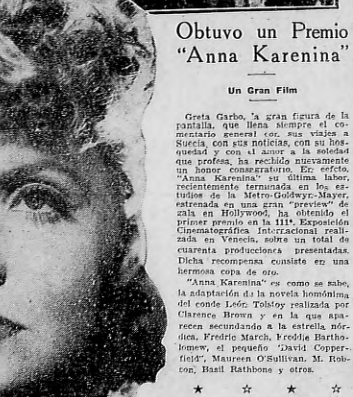 Obtuvo un Premio
“Anna Karenina”
Un Gran Film
Greta Garbo, 'a gran figura de la
pantalla, que llena siempre el co-
mentario general con sus viajes a
Suecia, con sus noticias, con su hos-
quedad y con el amor a la soledad
que profesa, ha recibido nuevamente
un honor consagratorio. En efecto,
"Anna Karenina" su última labor,
recientemente terminada en los es-
tudios de la Metro-Goldwyn-Mayer,
estrenada en una gran "preview" de
gala en Hollywood, ha obtenido el
primer premio en la 111ª. Exposición
Cinematográfica Internacional reali-
zada en Venecia, sobre un total de
cuarenta producciones presentadas.
Dicha recompensa consiste en una
hermosa copa de oro.
"Anna Karenina" es como se sabe,
la adaptación de la novela homónima
del conde León Tolstoy realizada por
Clarence Brown y en la que apa-
recen secundando a la estrella nór-
dica, Fredric March, Freddie Bartho-
lomew, el pequeño "David Copper-
field", Maureen O'Sullivan, M. Rob-
son, Basil Rathbone y otros.